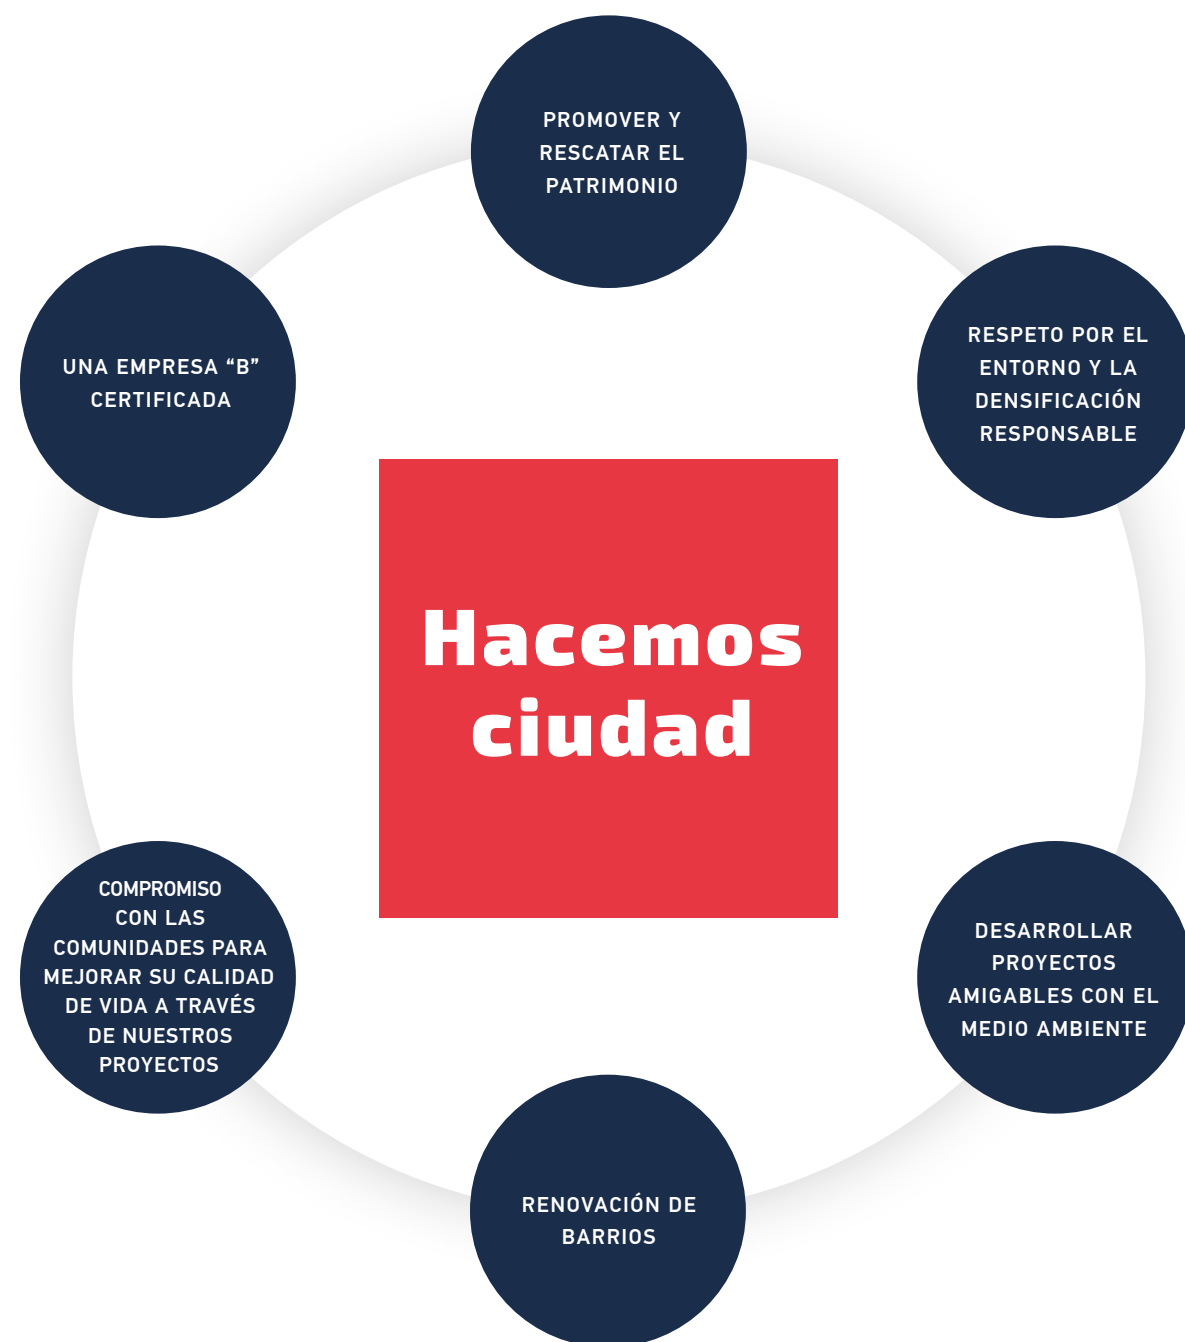 PROMOVER Y
RESCATAR EL
PATRIMONIO
UNA EMPRESA “B”
CERTIFICADA
RESPETO POR EL
ENTORNO Y LA
DENSIFICACIÓN
RESPONSABLE
Hacemos
ciudad
COMPROMISO
CON LAS
COMUNIDADES PARA
MEJORAR SU CALIDAD
DE VIDA A TRAVÉS
DE NUESTROS
PROYECTOS
DESARROLLAR
PROYECTOS
AMIGABLES CON EL
MEDIO AMBIENTE
RENOVACIÓN DE
BARRIOS